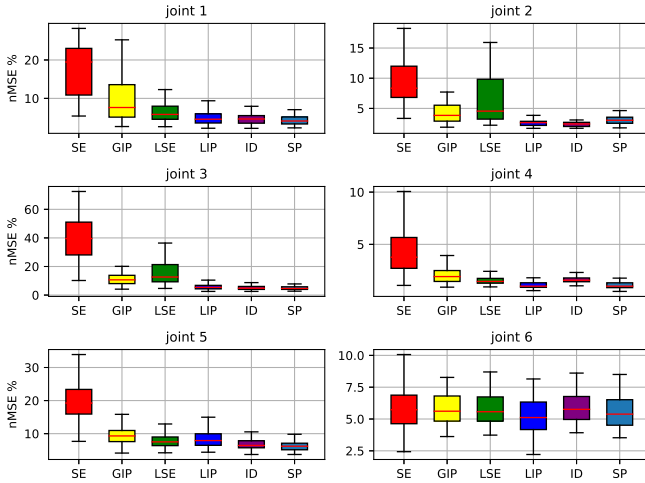 joint 1
joint 2
nMSE %
20
10
15
10
5
SE GIP LSE LIP ID SP
SE GIP LSE LIP ID SP
joint 3
joint 4
nMSE %
60
40
20
0
10
5
SE GIP LSE LIP ID SP
SE GIP LSE LIP ID SP
joint 5
joint 6
nMSE %
30
20
10
10.0
7.5
5.0
2.5
SE GIP LSE LIP ID SP
SE GIP LSE LIP ID SP